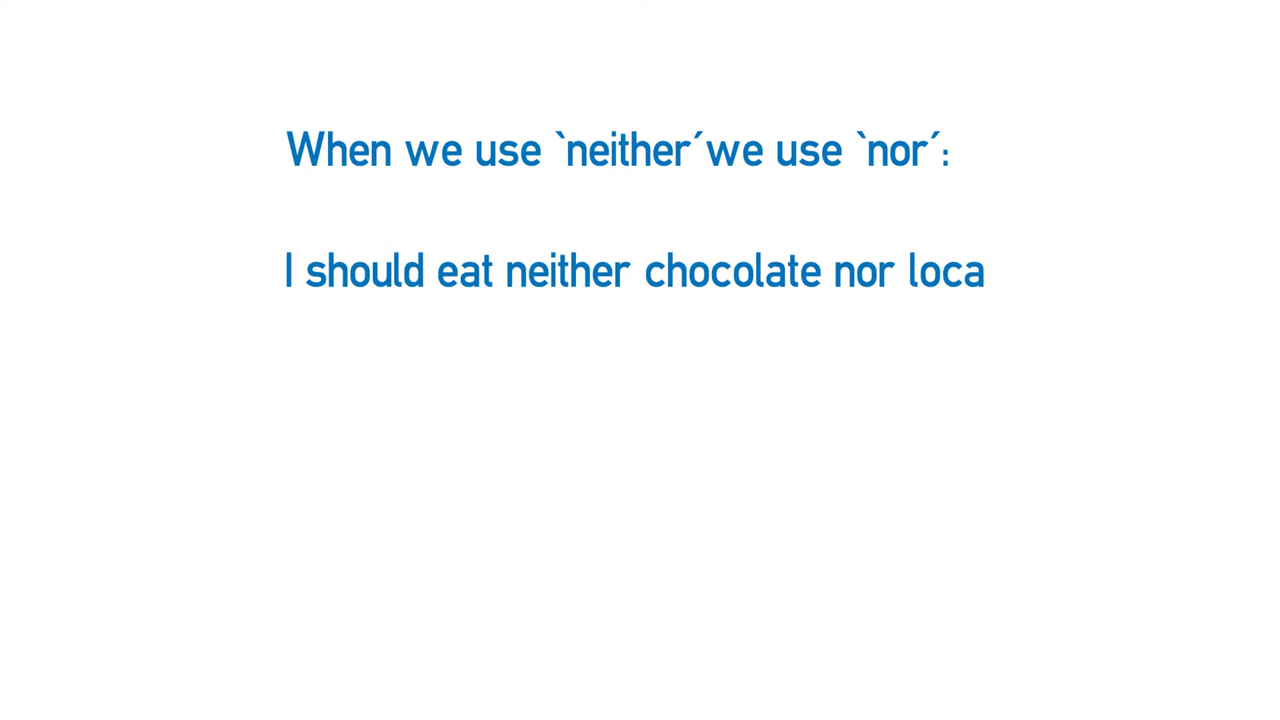 When we use `neither´we use `nor´:
I should eat neither chocolate nor loca